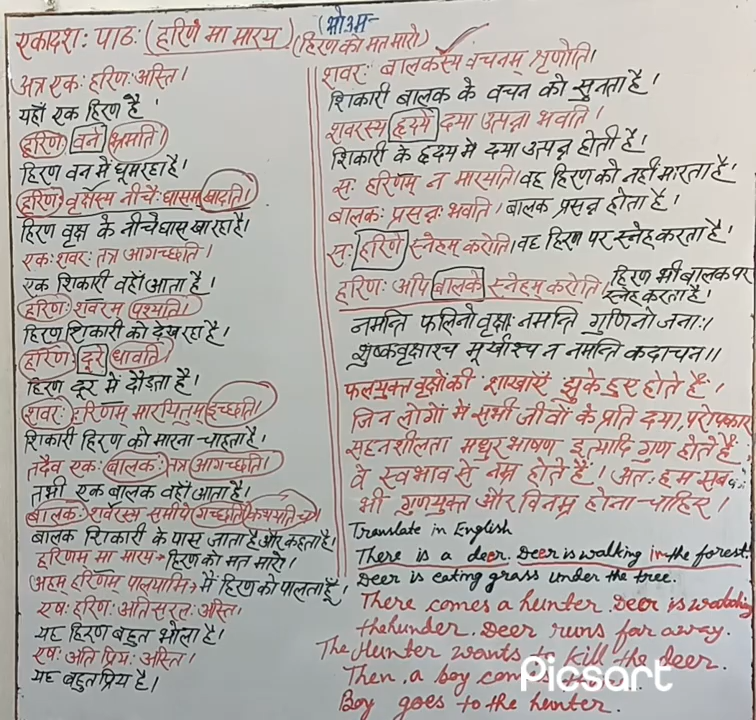 ओ३म्
एकादशः पाठः (हरिणं मा मारय) (हिरण को मत मारो)
अत्र एकः हरिणः अस्ति।
यहाँ एक हिरण है।
हरिणः वने भ्रमति।
हिरण वन में घूम रहा है।
हरिणः वृक्षस्य नीचैः घासम् खादति।
हिरण वृक्ष के नीचे घास खा रहा है।
एकः शवरः तत्र आगच्छति।
एक शिकारी वहाँ आता है।
हरिणः शवरम् पश्यति।
हिरण शिकारी को देख रहा है।
हरिणः दूरं धावति।
हिरण दूर में दौड़ता है।
शवरः हरिणम् मारयितुम् इच्छति।
शिकारी हिरण को मारना चाहता है।
तदैव एकः बालकः तत्र आगच्छति।
तभी एक बालक वहाँ आता है।
बालकः शवरस्य समीपे गच्छति कथयति च।
बालक शिकारी के पास जाता है और कहता है।
हरिणम् मा मारय → हिरण को मत मारो।
अहम् हरिणम् पालयामि → मैं हिरण को पालता हूँ।
एषः हरिणः अतिसरलः अस्ति।
यह हिरण बहुत भोला है।
एषः अति प्रियः अस्ति।
यह बहुत प्रिय है।
शवरः बालकस्य वचनम् श्रृणोति।
शिकारी बालक के वचन को सुनता है।
शवरस्य हृदये दया उत्पन्ना भवति।
शिकारी के हृदय में दया उत्पन्न होती है।
सः हरिणम् न मारयति। वह हिरण को नहीं मारता है।
बालकः प्रसन्नः भवति। बालक प्रसन्न होता है।
सः हरिणे स्नेहम् करोति। वह हिरण पर स्नेह करता है।
हरिणः अपि बालके स्नेहम् करोति। हिरण भी बालक पर
स्नेह करता है।
नमन्ति फलिनो वृक्षाः नमन्ति गुणिनो जनाः।
शुष्कवृक्षाश्च मूर्खाश्च न नमन्ति कदाचन॥
फलयुक्त वृक्षों की शाखाएँ झुके हुए होते हैं।
जिन लोगों में सभी जीवों के प्रति दया, परोपकार
सहनशीलता मधुर भाषण इत्यादि गुण होते हैं
वे स्वभाव से नम्र होते हैं। अतः हम सब
भी गुणयुक्त और विनम्र होना चाहिए।
Translate in English
There is a deer. Deer is walking in the forest.
Deer is eating grass under the tree.
There comes a hunter. Deer is watching
the hunder. Deer runs far away.
The Hunter wants to kill the deer.
Then, a boy comes
Boy goes to the hunter.
Picsart